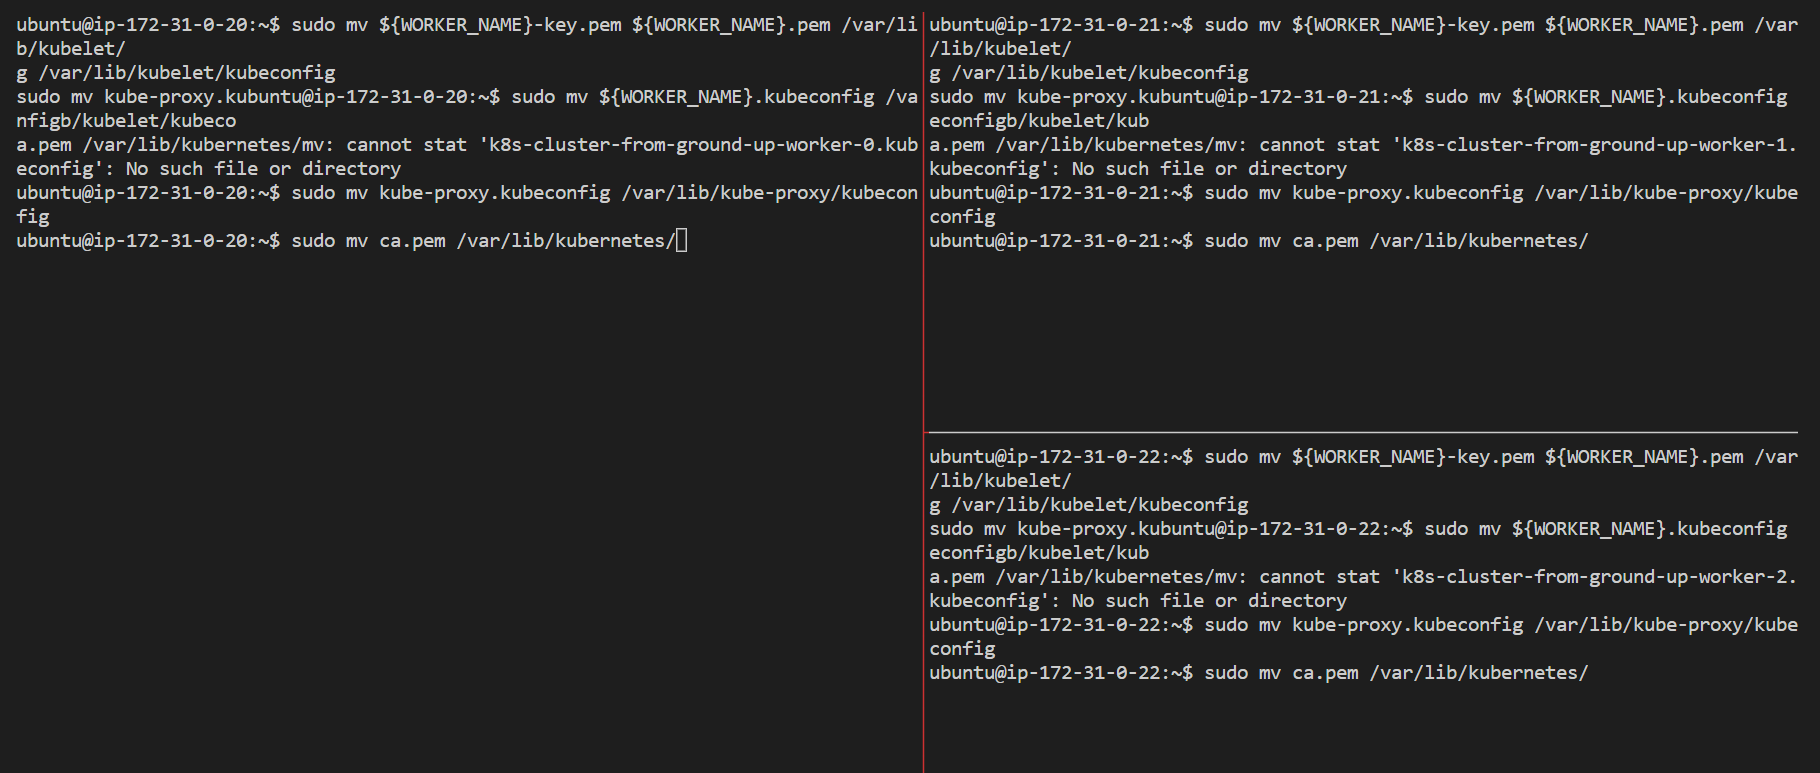 ubuntu@ip-172-31-0-20:~$ sudo mv ${WORKER_NAME}-key.pem ${WORKER_NAME}.pem /var/li
b/kubelet/
g /var/lib/kubelet/kubeconfig
sudo mv kube-proxy.kubuntu@ip-172-31-0-20:~$ sudo mv ${WORKER_NAME}.kubeconfig /va
nfigb/kubelet/kubeco
a.pem /var/lib/kubernetes/mv: cannot stat 'k8s-cluster-from-ground-up-worker-0.kub
econfig': No such file or directory
ubuntu@ip-172-31-0-20:~$ sudo mv kube-proxy.kubeconfig /var/lib/kube-proxy/kubecon
fig
ubuntu@ip-172-31-0-20:~$ sudo mv ca.pem /var/lib/kubernetes/
ubuntu@ip-172-31-0-21:~$ sudo mv ${WORKER_NAME}-key.pem ${WORKER_NAME}.pem /var
/lib/kubelet/
g /var/lib/kubelet/kubeconfig
sudo mv kube-proxy.kubuntu@ip-172-31-0-21:~$ sudo mv ${WORKER_NAME}.kubeconfig
econfigb/kubelet/kub
a.pem /var/lib/kubernetes/mv: cannot stat 'k8s-cluster-from-ground-up-worker-1.
kubeconfig': No such file or directory
ubuntu@ip-172-31-0-21:~$ sudo mv kube-proxy.kubeconfig /var/lib/kube-proxy/kube
config
ubuntu@ip-172-31-0-21:~$ sudo mv ca.pem /var/lib/kubernetes/
ubuntu@ip-172-31-0-22:~$ sudo mv ${WORKER_NAME}-key.pem ${WORKER_NAME}.pem /var
/lib/kubelet/
g /var/lib/kubelet/kubeconfig
sudo mv kube-proxy.kubuntu@ip-172-31-0-22:~$ sudo mv ${WORKER_NAME}.kubeconfig
econfigb/kubelet/kub
a.pem /var/lib/kubernetes/mv: cannot stat 'k8s-cluster-from-ground-up-worker-2.
kubeconfig': No such file or directory
ubuntu@ip-172-31-0-22:~$ sudo mv kube-proxy.kubeconfig /var/lib/kube-proxy/kube
config
ubuntu@ip-172-31-0-22:~$ sudo mv ca.pem /var/lib/kubernetes/